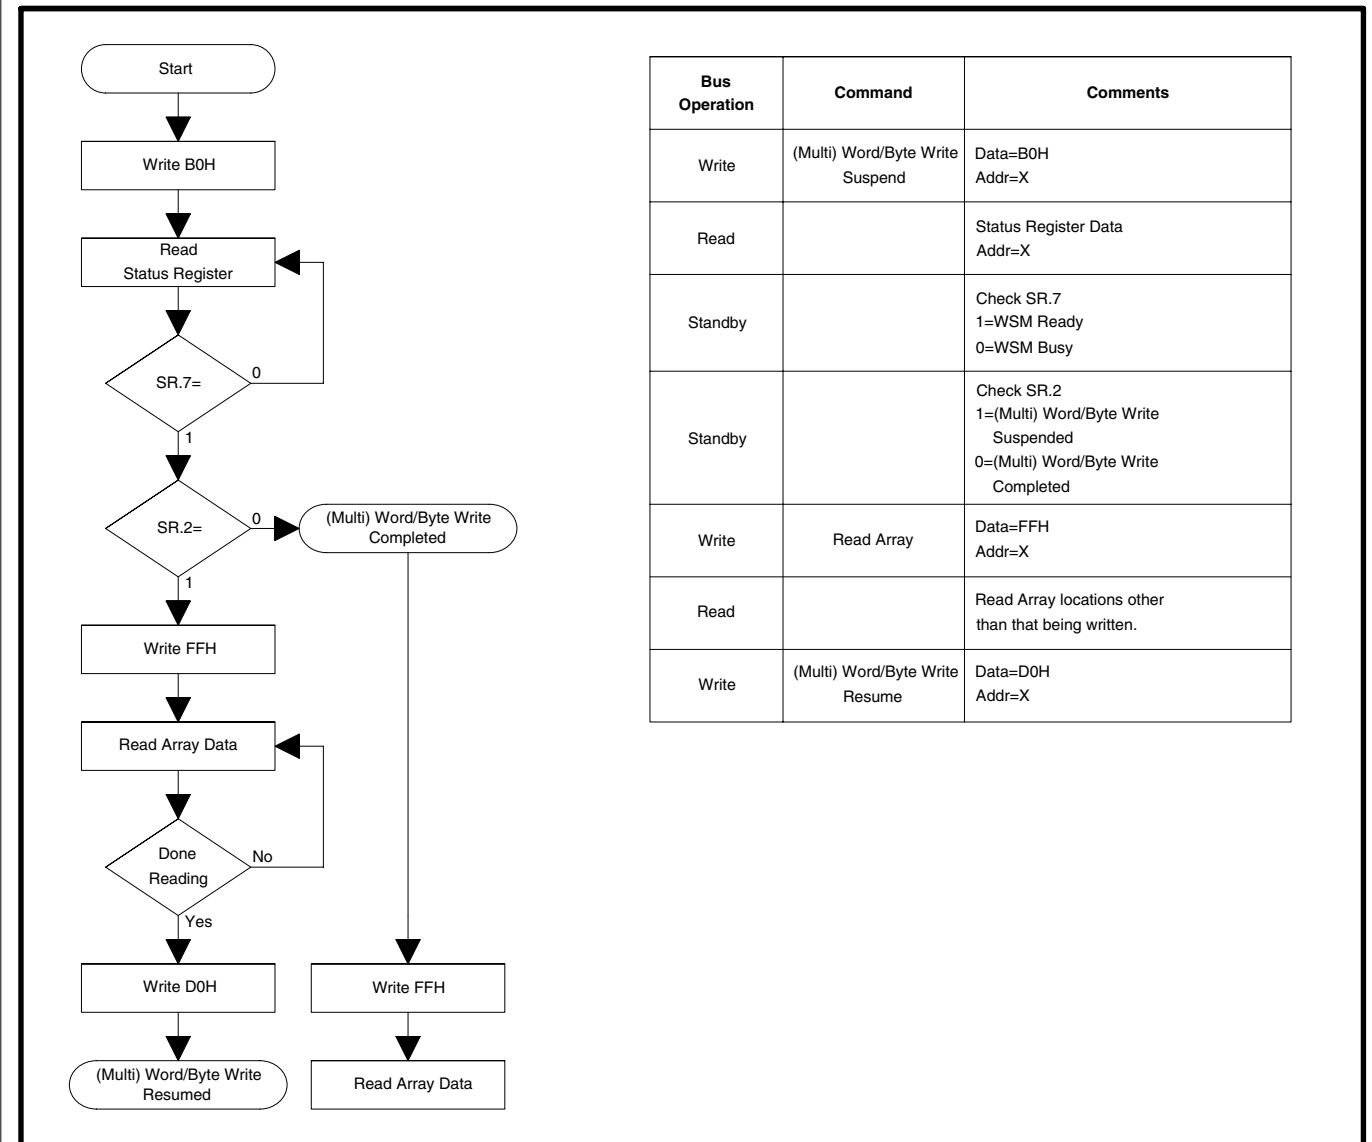 Start
Write B0H
Read
Status Register
SR.7=
0
1
SR.2=
0
(Multi) Word/Byte Write
Completed
1
Write FFH
Read Array Data
Done
Reading
No
Yes
Write D0H
Write FFH
(Multi) Word/Byte Write
Resumed
Read Array Data
Bus
Operation
Command
Comments
Write
(Multi) Word/Byte Write
Suspend
Data=B0H
Addr=X
Read
Status Register Data
Addr=X
Standby
Check SR.7
1=WSM Ready
0=WSM Busy
Standby
Check SR.2
1=(Multi) Word/Byte Write
Suspended
0=(Multi) Word/Byte Write
Completed
Write
Read Array
Data=FFH
Addr=X
Read
Read Array locations other
than that being written.
Write
(Multi) Word/Byte Write
Resume
Data=D0H
Addr=X